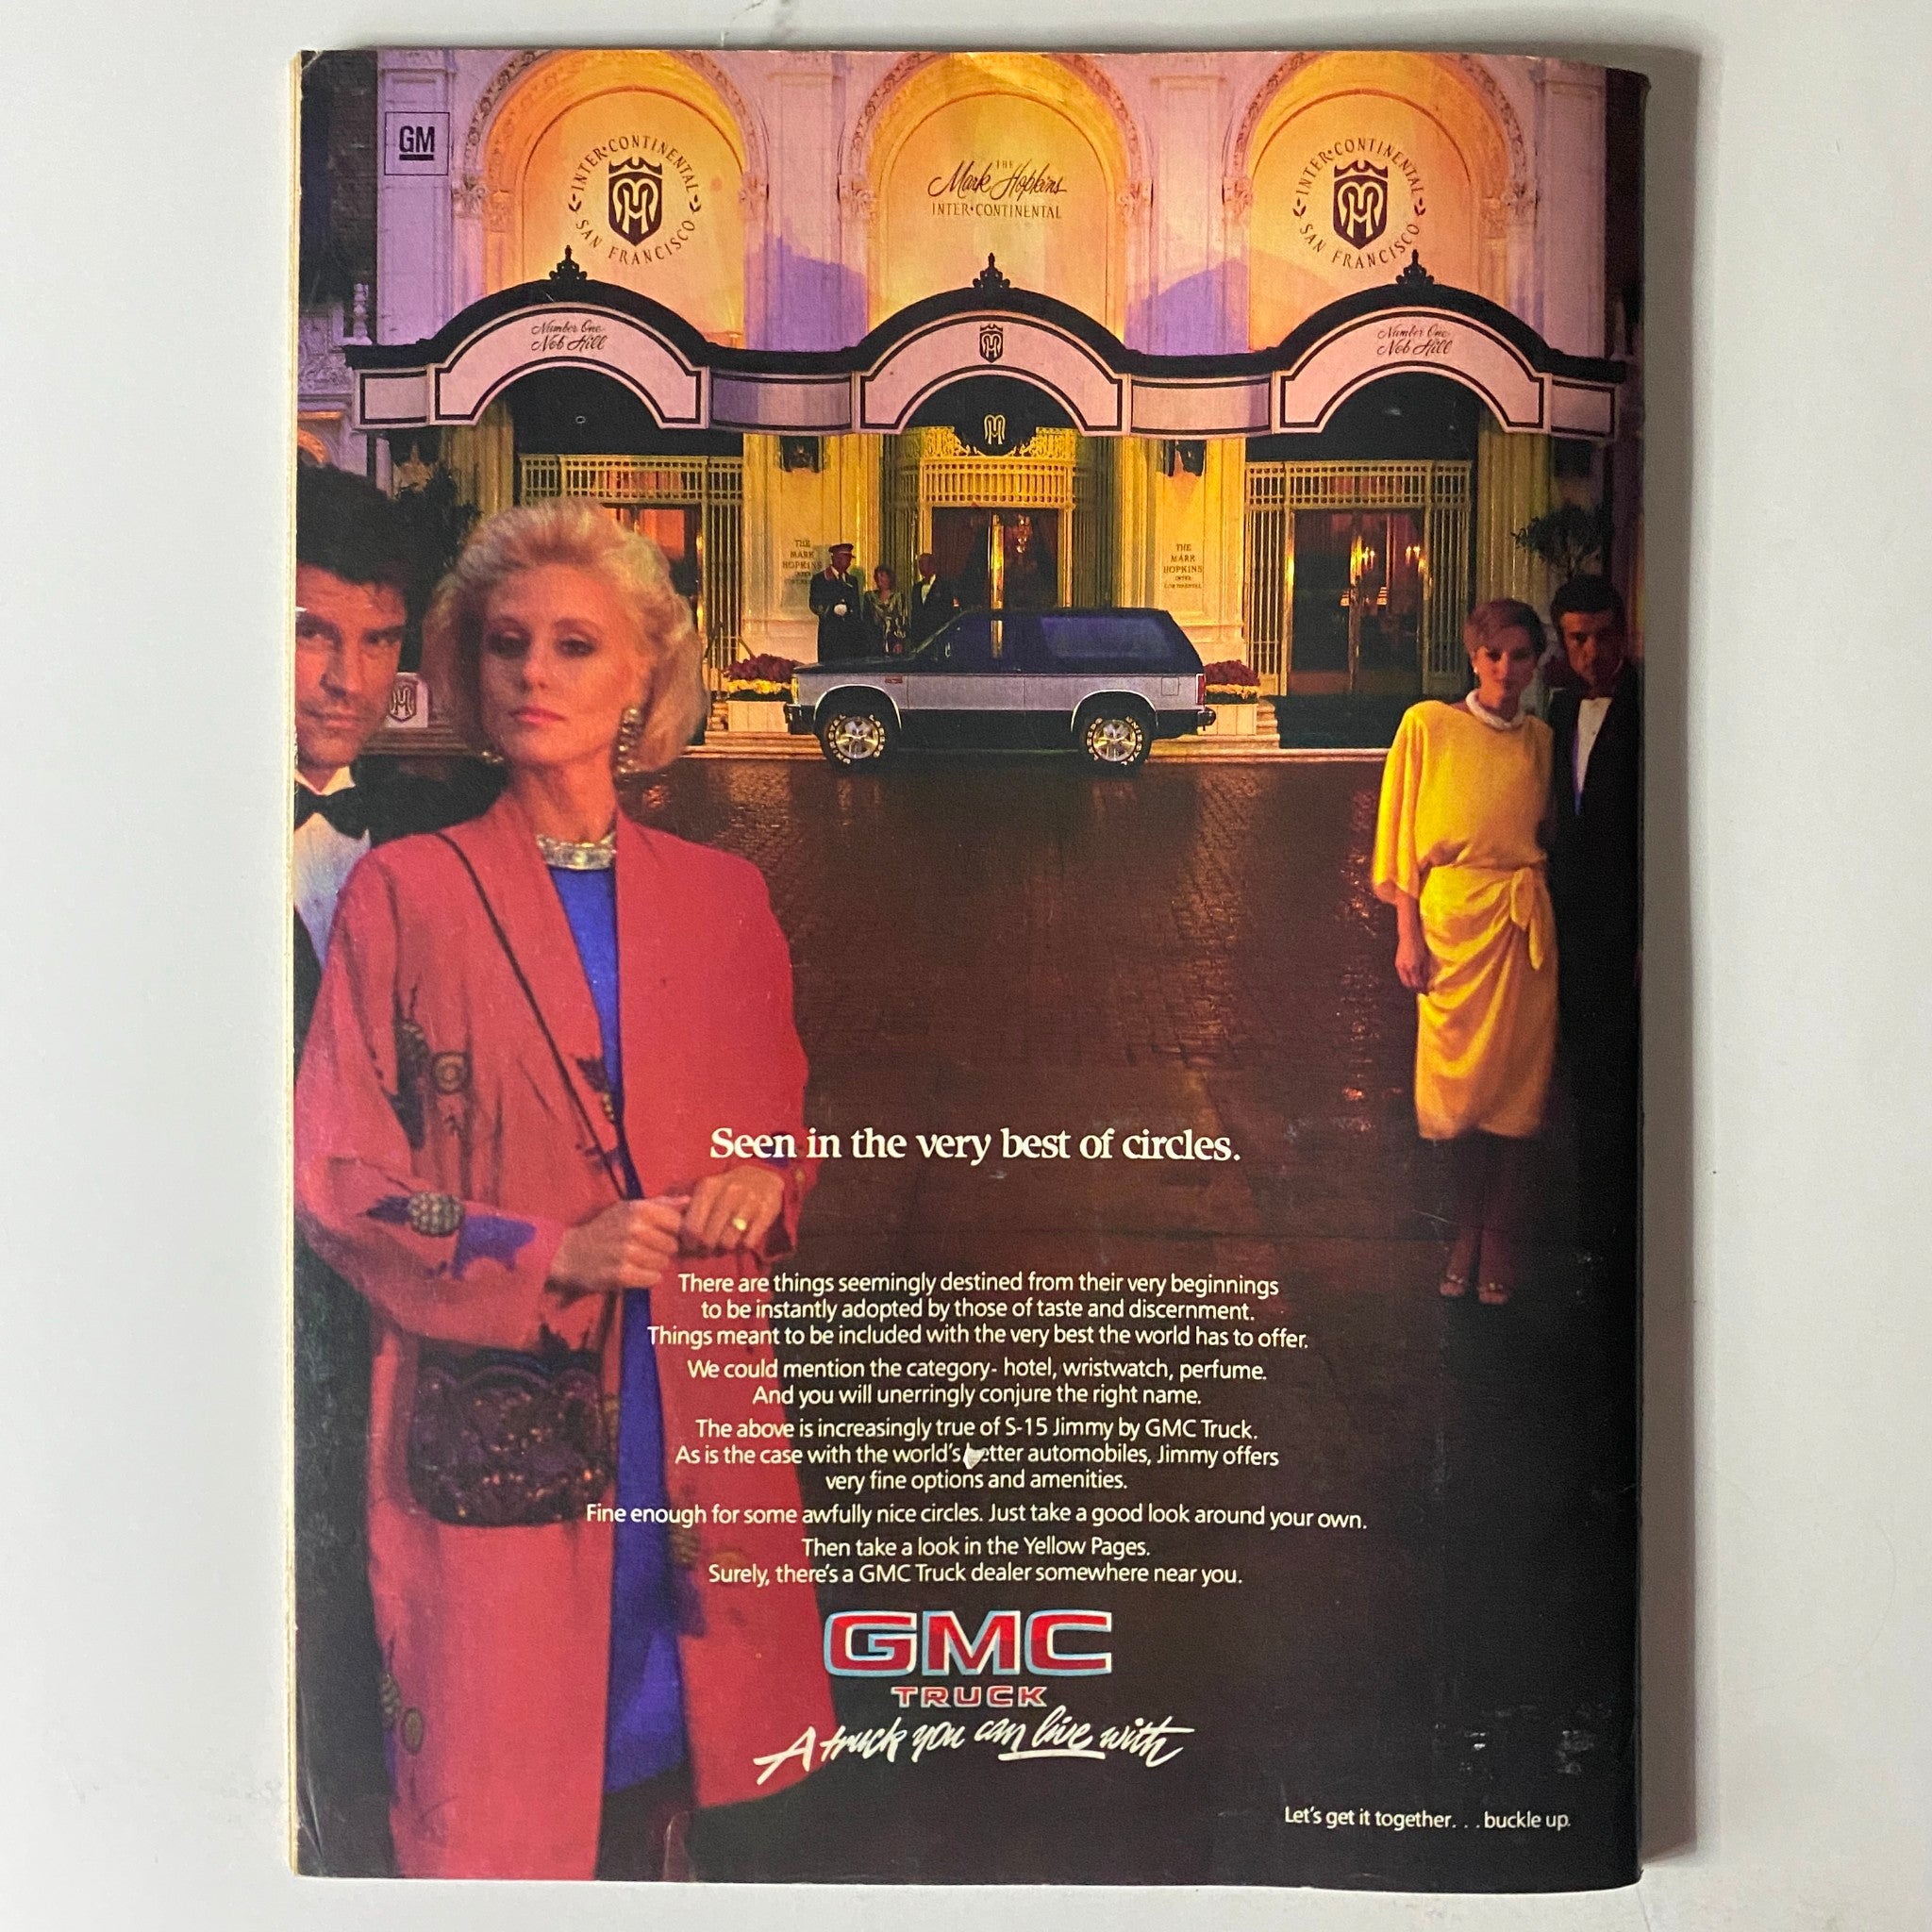 GM
INTER•CONTINENTAL
SAN FRANCISCO
THE
Mark Hopkins
INTER•CONTINENTAL
INTER•CONTINENTAL
SAN FRANCISCO
Number One
Nob Hill
Number One
Nob Hill
THE
MARK
HOPKINS
THE
MARK
HOPKINS
INTER
Seen in the very best of circles.
There are things seemingly destined from their very beginnings
to be instantly adopted by those of taste and discernment.
Things meant to be included with the very best the world has to offer.
We could mention the category- hotel, wristwatch, perfume.
And you will unerringly conjure the right name.
The above is increasingly true of S-15 Jimmy by GMC Truck.
As is the case with the world's better automobiles, Jimmy offers
very fine options and amenities.
Fine enough for some awfully nice circles. Just take a good look around your own.
Then take a look in the Yellow Pages.
Surely, there's a GMC Truck dealer somewhere near you.
GMC
TRUCK
A truck you can live with
Let's get it together. . . buckle up.